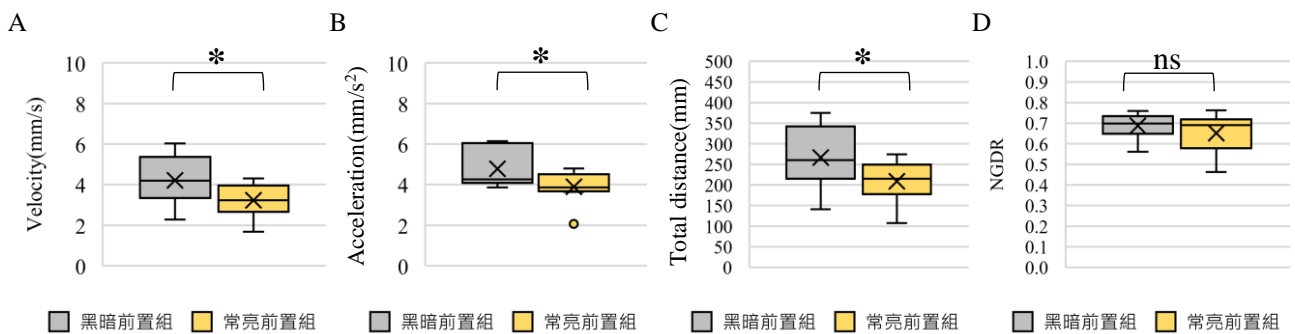 A
B
C
D
Velocity(mm/s)
10
8
6
4
2
0
*
黑暗前置組
常亮前置組
Acceleration(mm/s²)
10
8
6
4
2
0
*
黑暗前置組
常亮前置組
Total distance(mm)
500
450
400
350
300
250
200
150
100
50
0
*
黑暗前置組
常亮前置組
NGDR
1.0
0.9
0.8
0.7
0.6
0.5
0.4
0.3
0.2
0.1
0.0
ns
黑暗前置組
常亮前置組